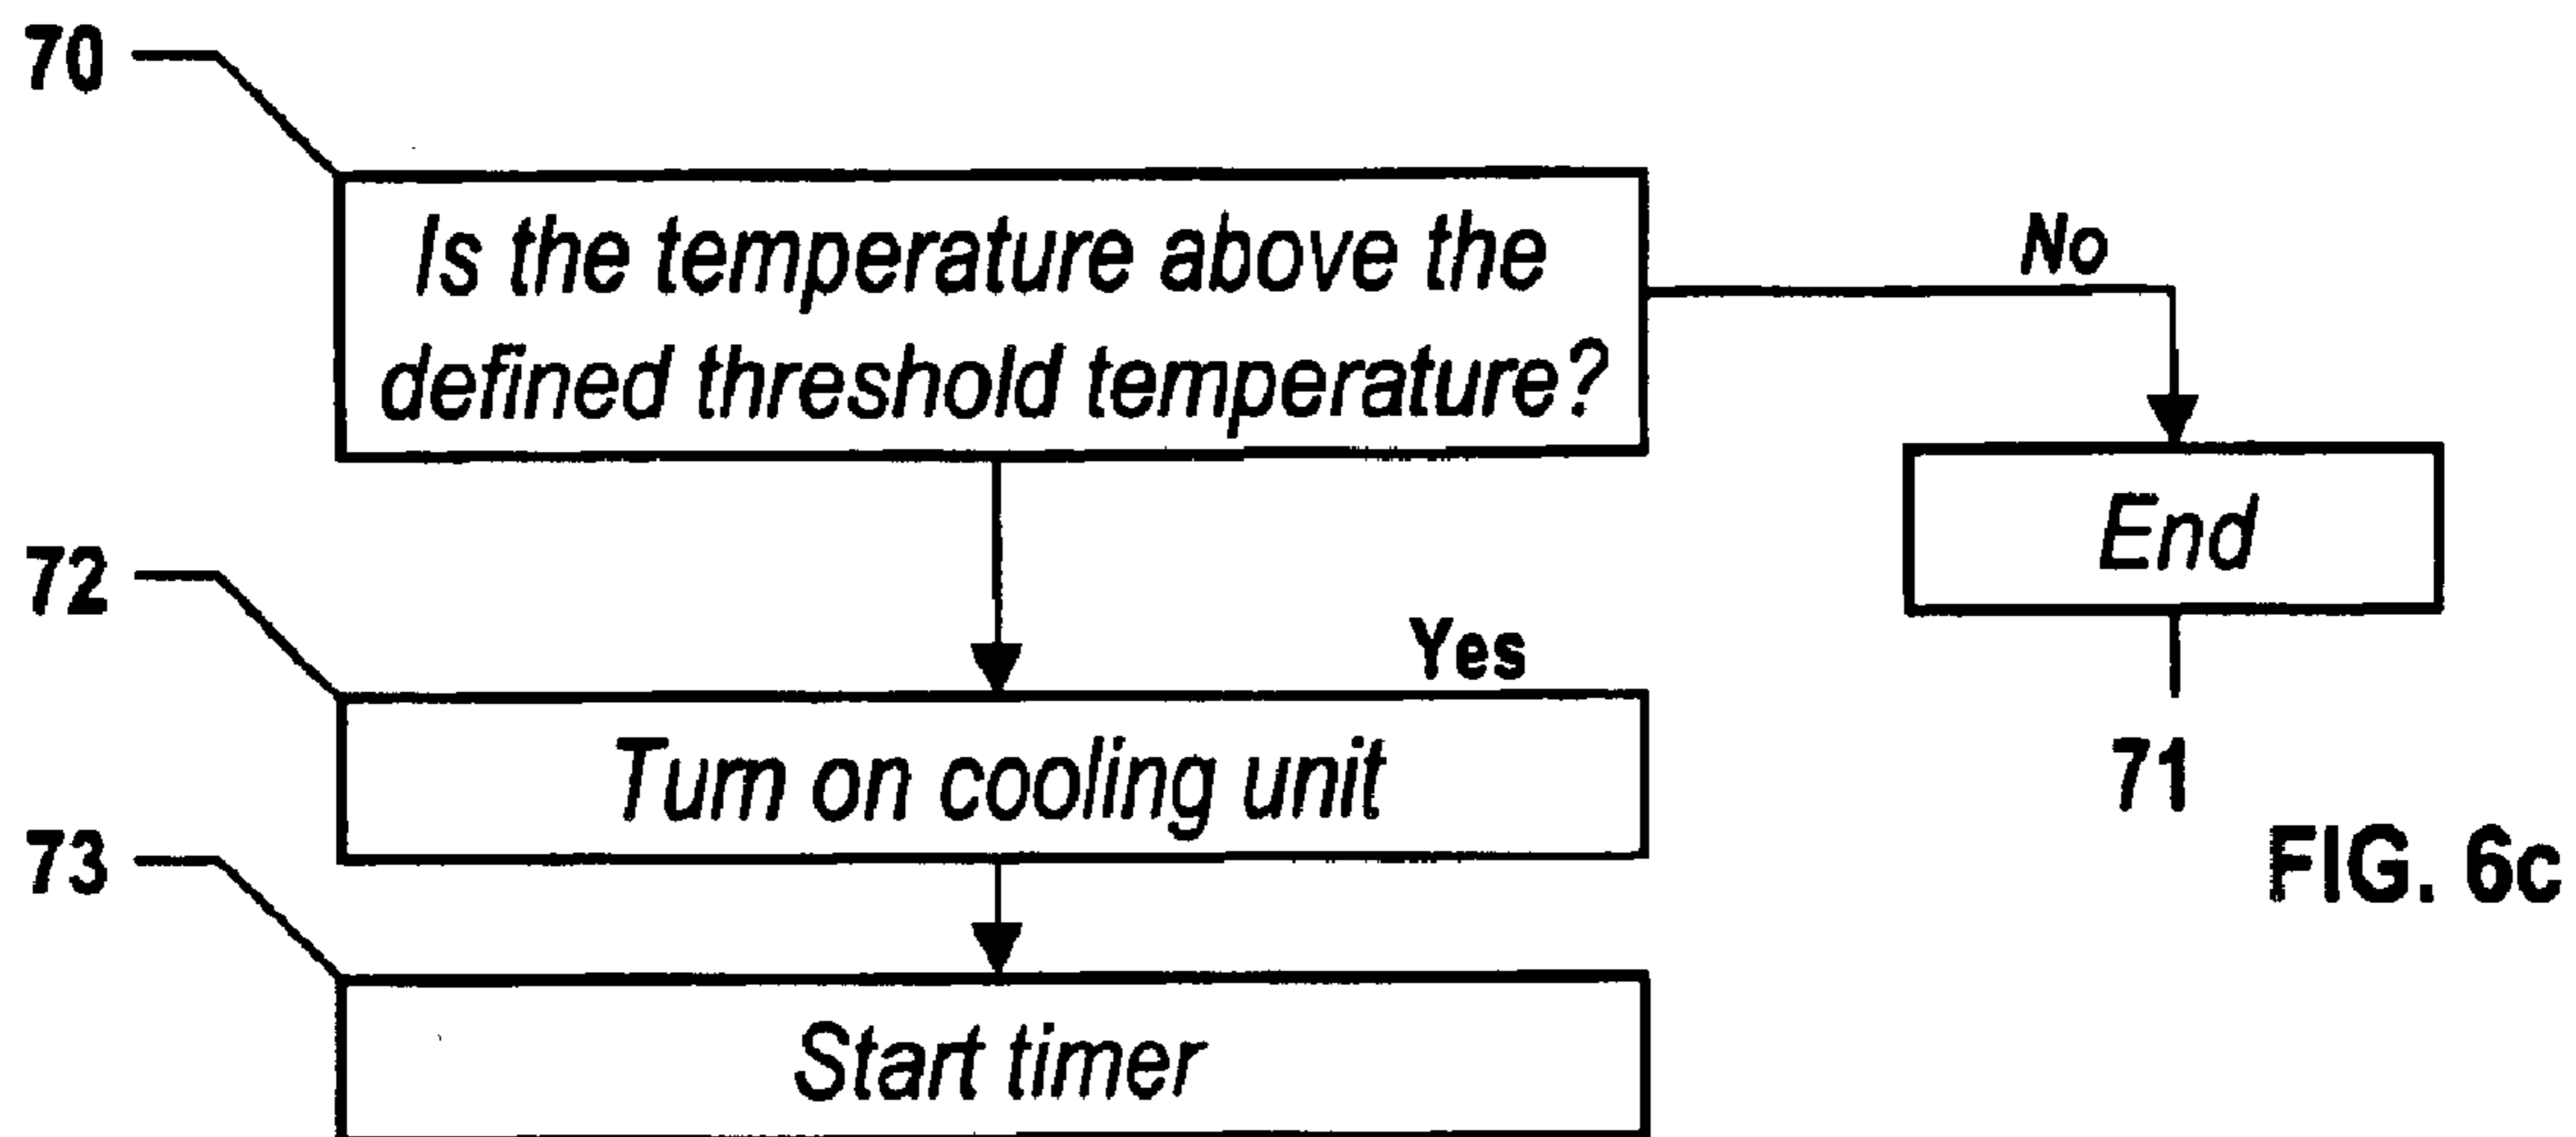 70
Is the temperature above the
defined threshold temperature?
No
End
71
72
Yes
Turn on cooling unit
73
Start timer
FIG. 6c